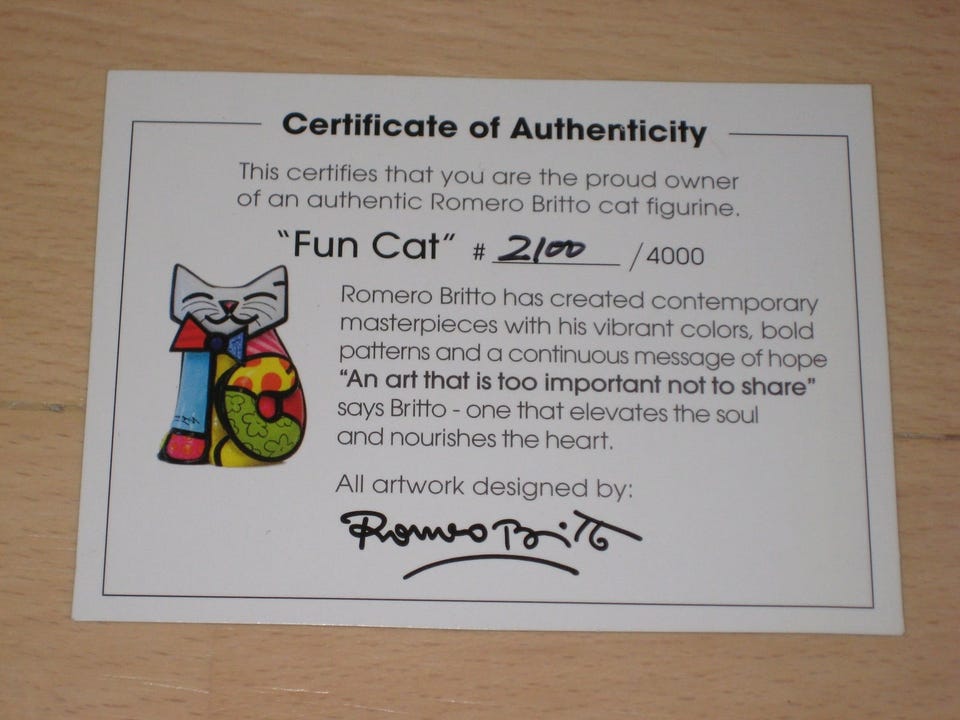 Certificate of Authenticity
This certifies that you are the proud owner
of an authentic Romero Britto cat figurine.
"Fun Cat" # 2100 /4000
Romero Britto has created contemporary
masterpieces with his vibrant colors, bold
patterns and a continuous message of hope
"An art that is too important not to share"
says Britto - one that elevates the soul
and nourishes the heart.
All artwork designed by:
Romero Britto